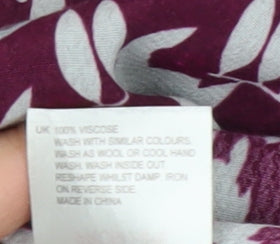 UK 100% VISCOSE
WASH WITH SIMILAR COLOURS.
WASH AS WOOL OR COOL HAND
WASH. WASH INSIDE OUT.
RESHAPE WHILST DAMP. IRON
ON REVERSE SIDE.
MADE IN CHINA